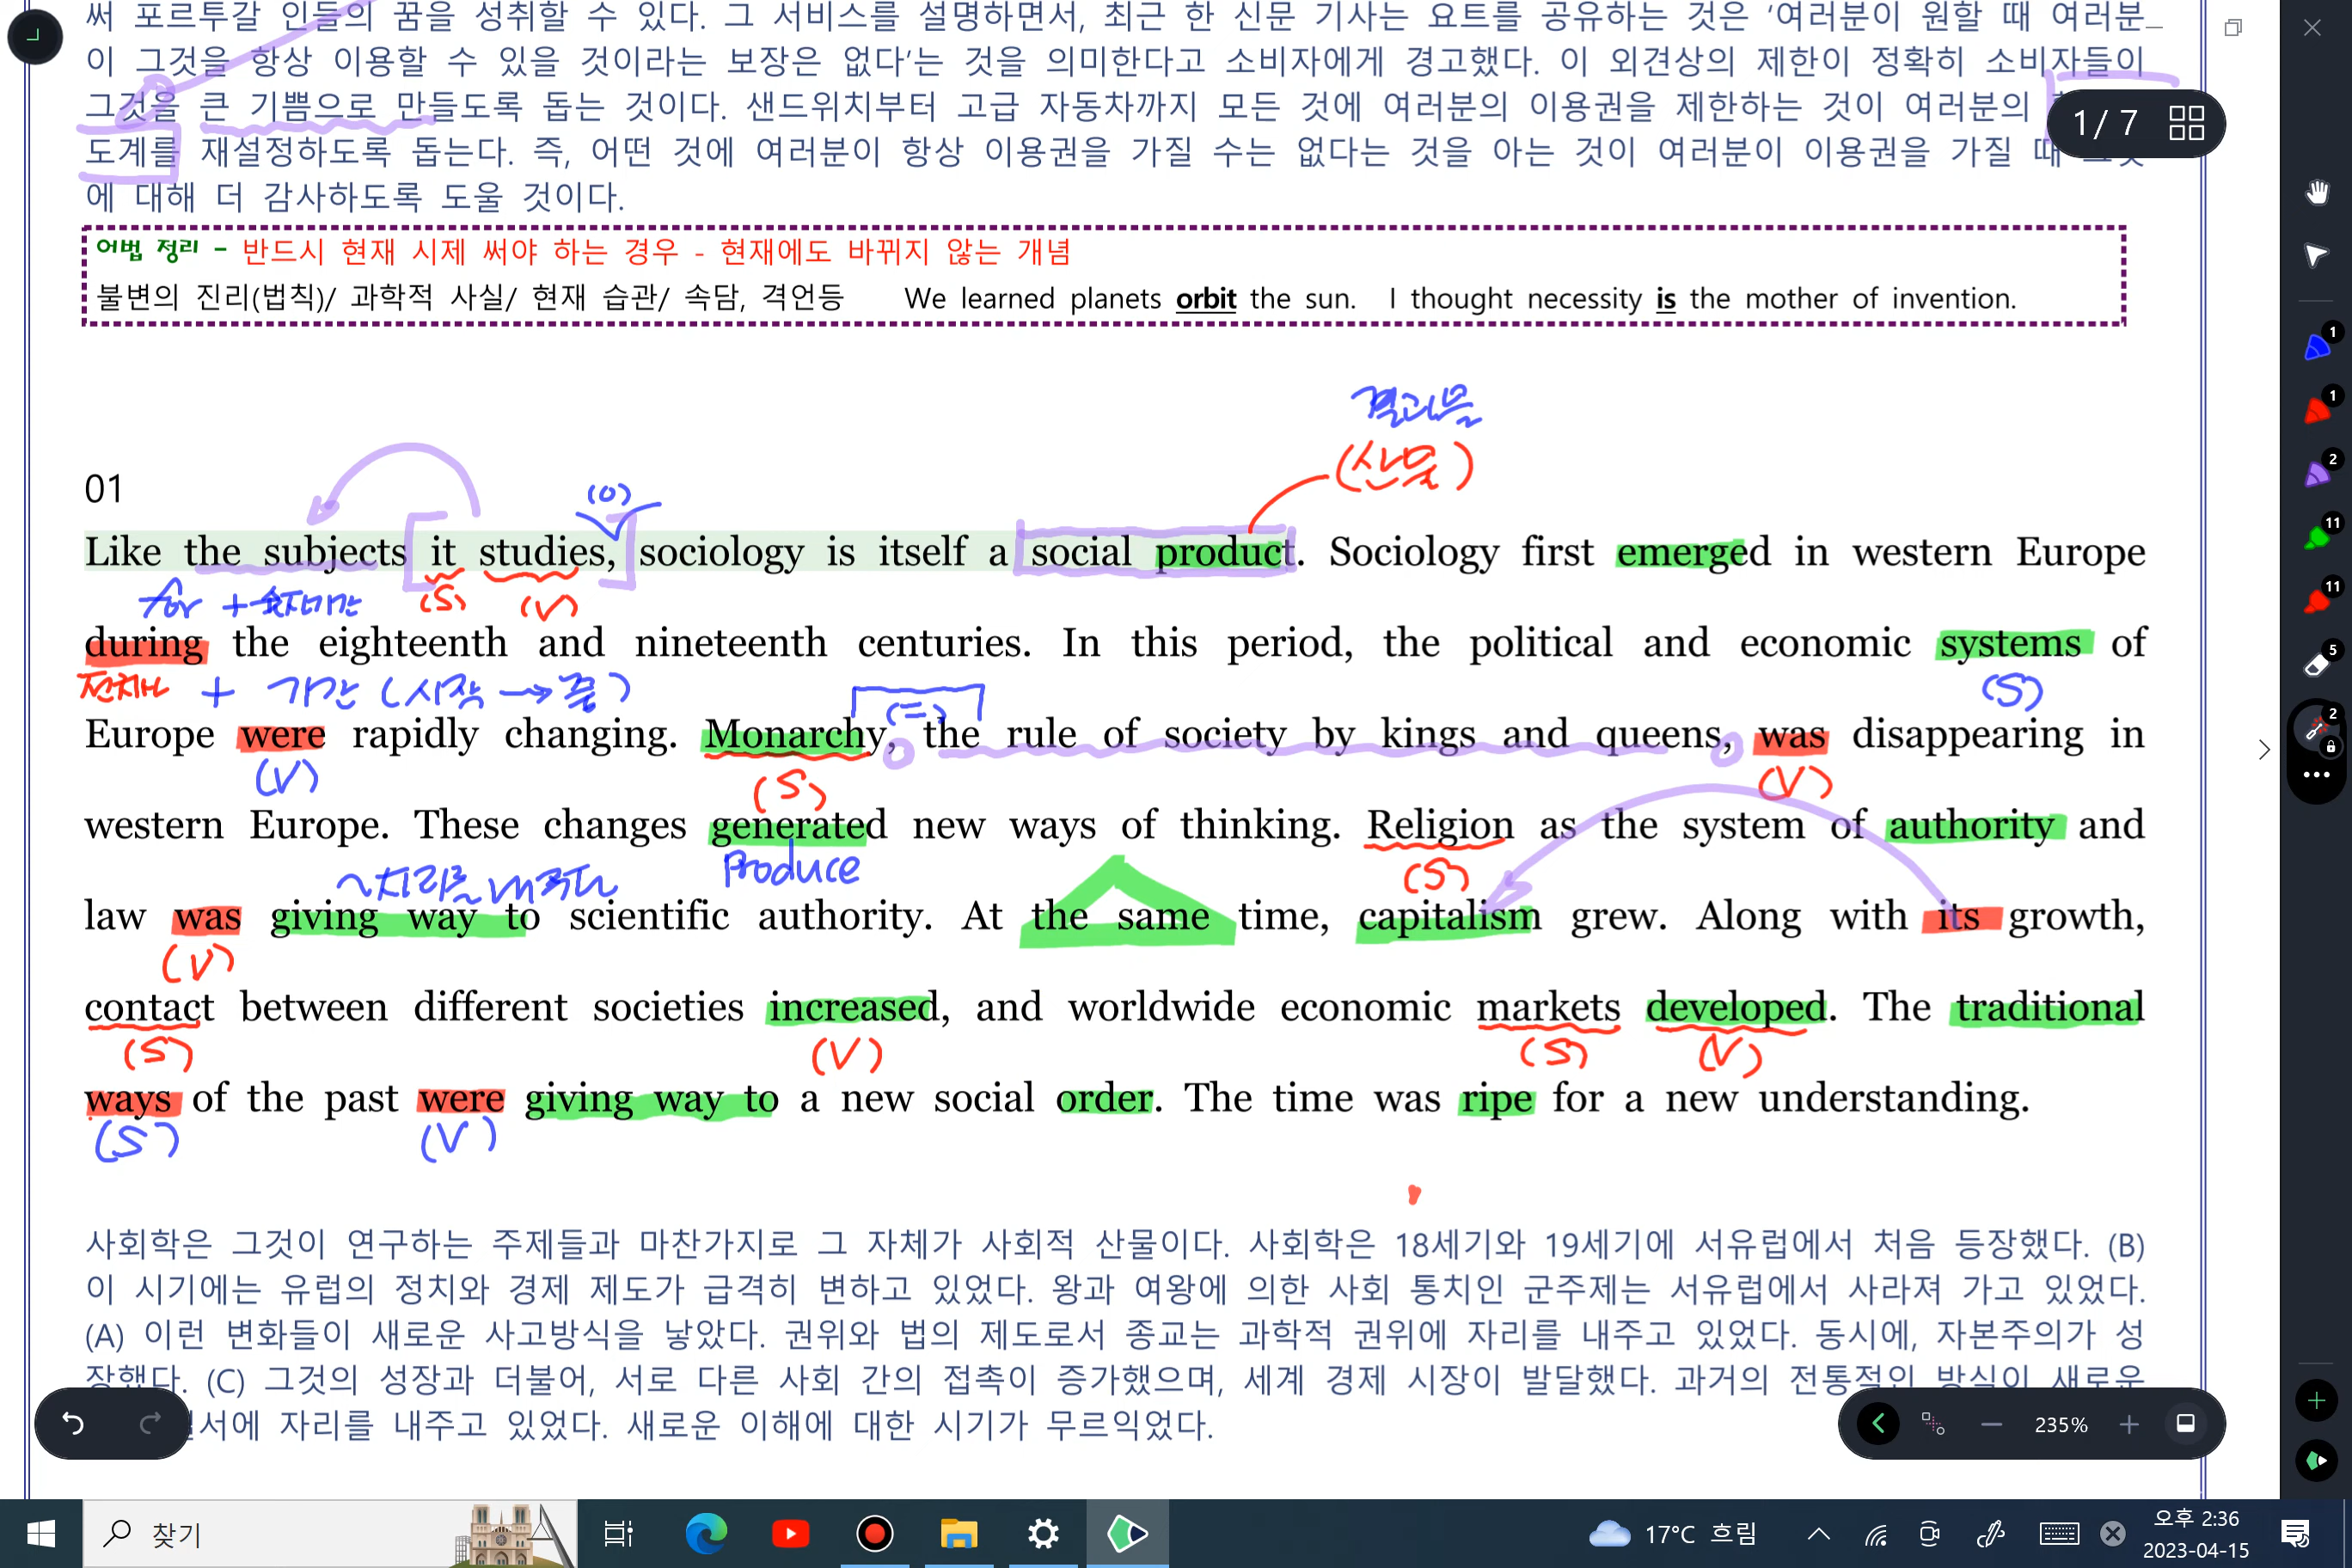 써 포르투갈 인들의 꿈을 성취할 수 있다. 그 서비스를 설명하면서, 최근 한 신문 기사는 요트를 공유하는 것은 ‘여러분이 원할 때 여러분
이 그것을 항상 이용할 수 있을 것이라는 보장은 없다’는 것을 의미한다고 소비자에게 경고했다. 이 외견상의 제한이 정확히 소비자들이
그것을 큰 기쁨으로 만들도록 돕는 것이다. 샌드위치부터 고급 자동차까지 모든 것에 여러분의 이용권을 제한하는 것이 여러분의
1/ 7
도계를 재설정하도록 돕는다. 즉, 어떤 것에 여러분이 항상 이용권을 가질 수는 없다는 것을 아는 것이 여러분이 이용권을 가질 때
에 대해 더 감사하도록 도울 것이다.
어법 정리 - 반드시 현재 시제 써야 하는 경우 - 현재에도 바뀌지 않는 개념
불변의 진리(법칙)/ 과학적 사실/ 현재 습관/ 속담, 격언등 We learned planets orbit the sun. I thought necessity is the mother of invention.
결과물
(산물)
01
(O)
Like the subjects it studies, sociology is itself a social product. Sociology first emerged in western Europe
for + 숫자기간 (S) (V)
during the eighteenth and nineteenth centuries. In this period, the political and economic systems of
전치사 + 기간 (시작 → 끝) (=) (S)
Europe were rapidly changing. Monarchy, the rule of society by kings and queens, was disappearing in
(V) (S) (V)
western Europe. These changes generated new ways of thinking. Religion as the system of authority and
~자리를 내주다 Produce (S)
law was giving way to scientific authority. At the same time, capitalism grew. Along with its growth,
(V)
contact between different societies increased, and worldwide economic markets developed. The traditional
(S) (V) (S) (V)
ways of the past were giving way to a new social order. The time was ripe for a new understanding.
(S) (V)
사회학은 그것이 연구하는 주제들과 마찬가지로 그 자체가 사회적 산물이다. 사회학은 18세기와 19세기에 서유럽에서 처음 등장했다. (B)
이 시기에는 유럽의 정치와 경제 제도가 급격히 변하고 있었다. 왕과 여왕에 의한 사회 통치인 군주제는 서유럽에서 사라져 가고 있었다.
(A) 이런 변화들이 새로운 사고방식을 낳았다. 권위와 법의 제도로서 종교는 과학적 권위에 자리를 내주고 있었다. 동시에, 자본주의가 성
장했다. (C) 그것의 성장과 더불어, 서로 다른 사회 간의 접촉이 증가했으며, 세계 경제 시장이 발달했다. 과거의 전통적인 방식이 새로운
서에 자리를 내주고 있었다. 새로운 이해에 대한 시기가 무르익었다.
235%
1
1
2
11
11
5
2
찾기
17°C 흐림
오후 2:36
2023-04-15